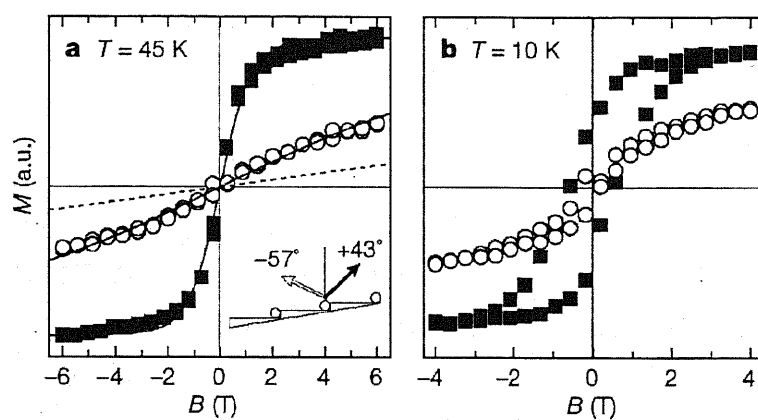 a T = 45 K
M (a.u.)
−57°
+43°
−6 −4 −2 0 2 4 6
B (T)
b T = 10 K
−4 −2 0 2 4
B (T)